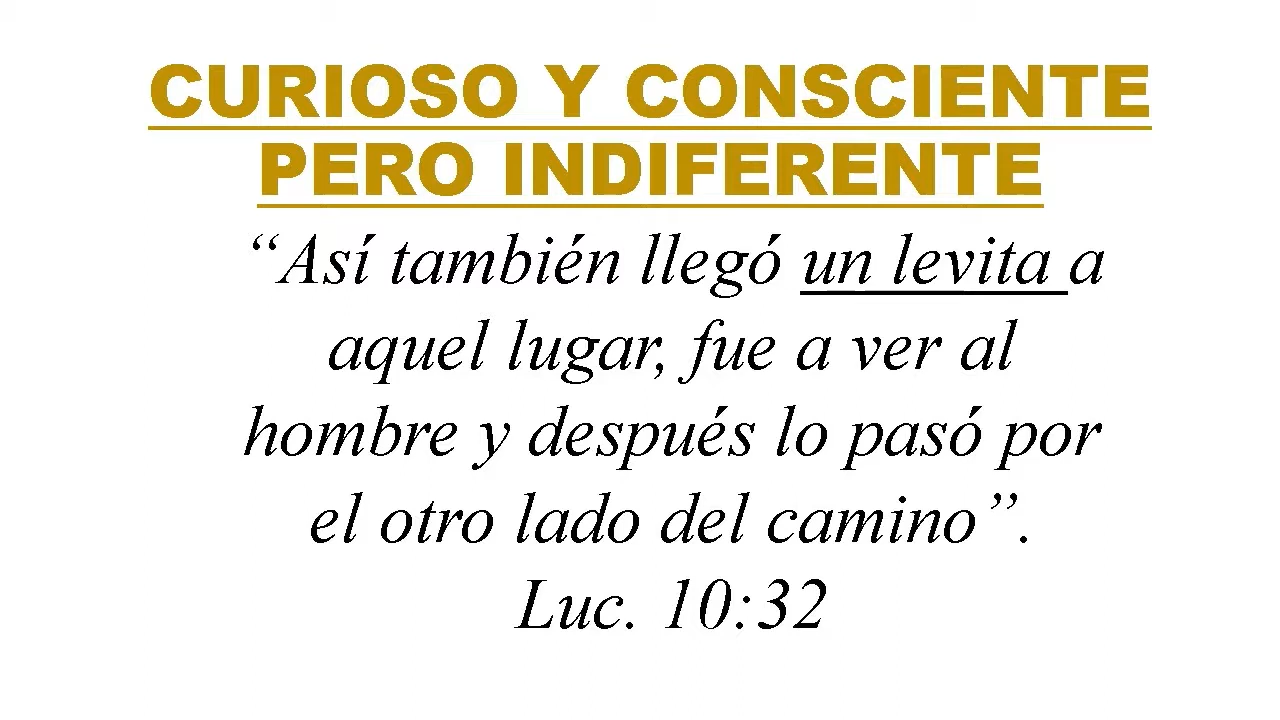 CURIOSO Y CONSCIENTE
PERO INDIFERENTE
“Así también llegó un levita a
aquel lugar, fue a ver al
hombre y después lo pasó por
el otro lado del camino”.
Luc. 10:32